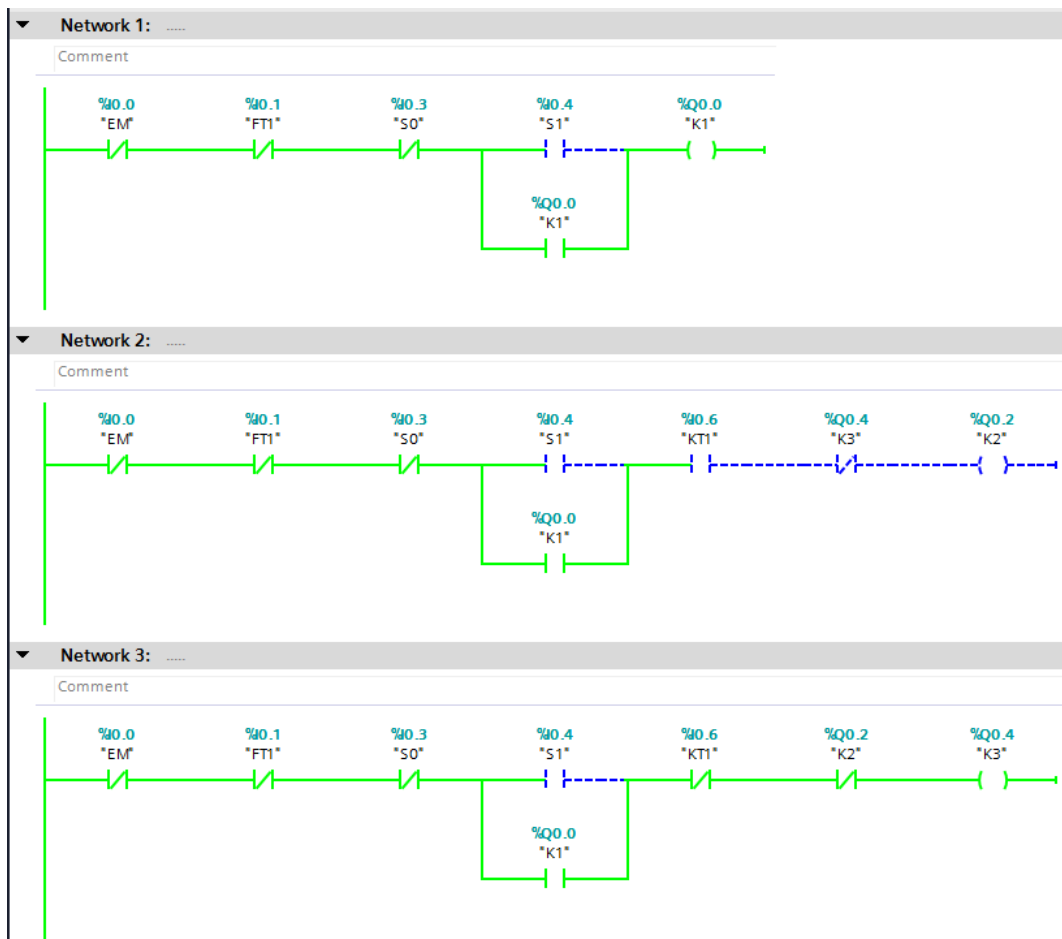 Network 1: .....
Comment
%I0.0 %I0.1 %I0.3 %I0.4 %Q0.0
"EM" "FT1" "S0" "S1" "K1"
%Q0.0
"K1"
Network 2: .....
Comment
%I0.0 %I0.1 %I0.3 %I0.4 %I0.6 %Q0.4 %Q0.2
"EM" "FT1" "S0" "S1" "KT1" "K3" "K2"
%Q0.0
"K1"
Network 3: .....
Comment
%I0.0 %I0.1 %I0.3 %I0.4 %I0.6 %Q0.2 %Q0.4
"EM" "FT1" "S0" "S1" "KT1" "K2" "K3"
%Q0.0
"K1"